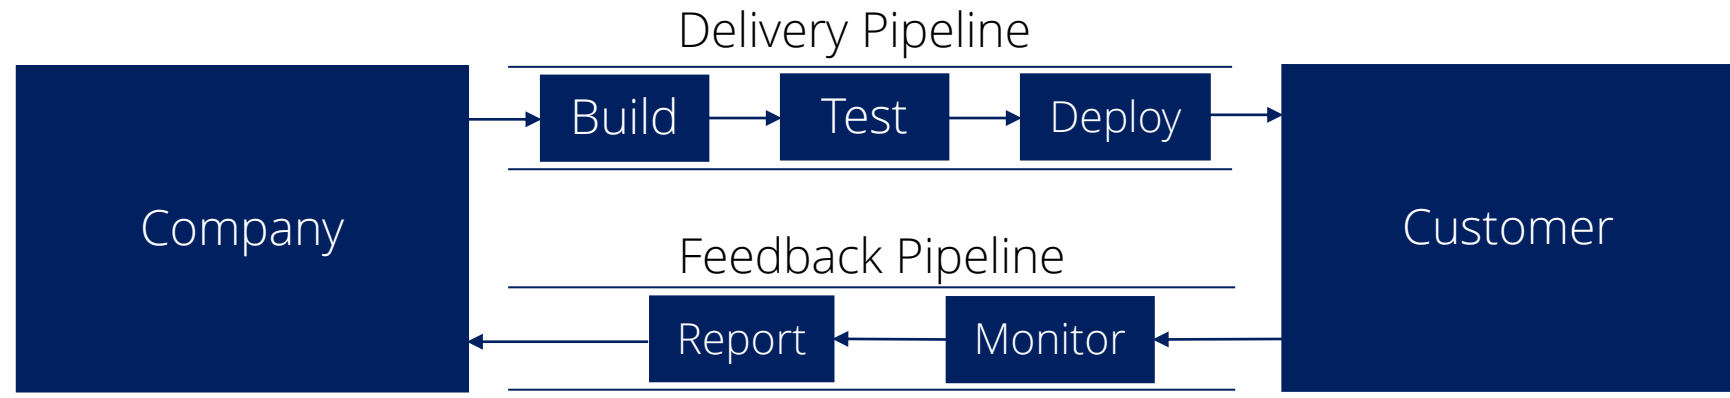 Delivery Pipeline
Build
Test
Deploy
Company
Customer
Feedback Pipeline
Report
Monitor